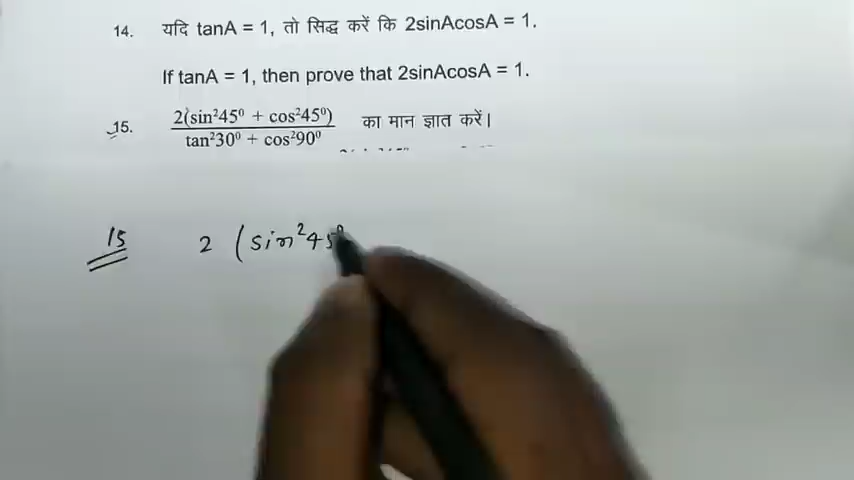 14. यदि tanA = 1, तो सिद्ध करें कि 2sinAcosA = 1.
If tanA = 1, then prove that 2sinAcosA = 1.
15. 2(sin²45⁰ + cos²45⁰) / tan²30⁰ + cos²90⁰ का मान ज्ञात करें।
15 2 (sin²45⁰